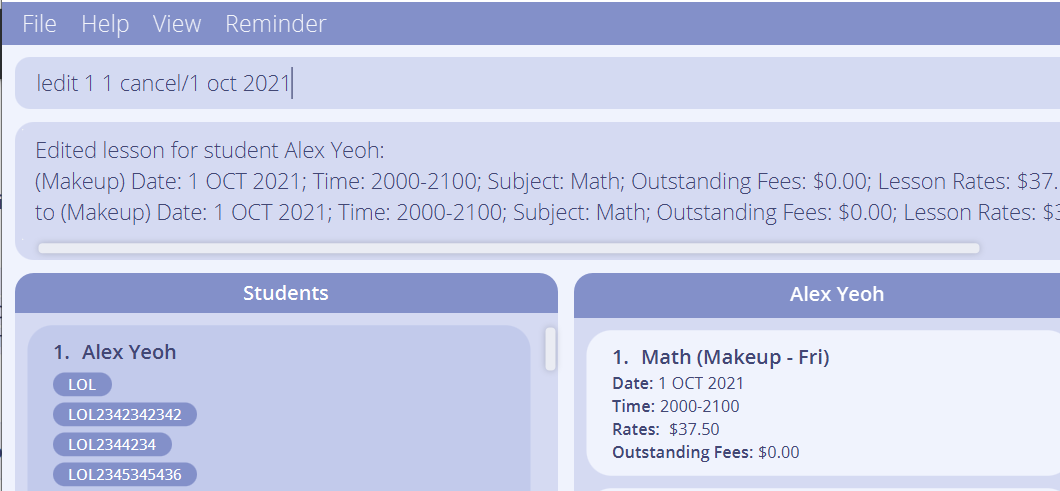 File Help View Reminder
ledit 1 1 cancel/1 oct 2021
Edited lesson for student Alex Yeoh:
(Makeup) Date: 1 OCT 2021; Time: 2000-2100; Subject: Math; Outstanding Fees: $0.00; Lesson Rates: $37.
to (Makeup) Date: 1 OCT 2021; Time: 2000-2100; Subject: Math; Outstanding Fees: $0.00; Lesson Rates: $3
Students
1. Alex Yeoh
LOL
LOL2342342342
LOL2344234
LOL2345345436
Alex Yeoh
1. Math (Makeup - Fri)
Date: 1 OCT 2021
Time: 2000-2100
Rates: $37.50
Outstanding Fees: $0.00